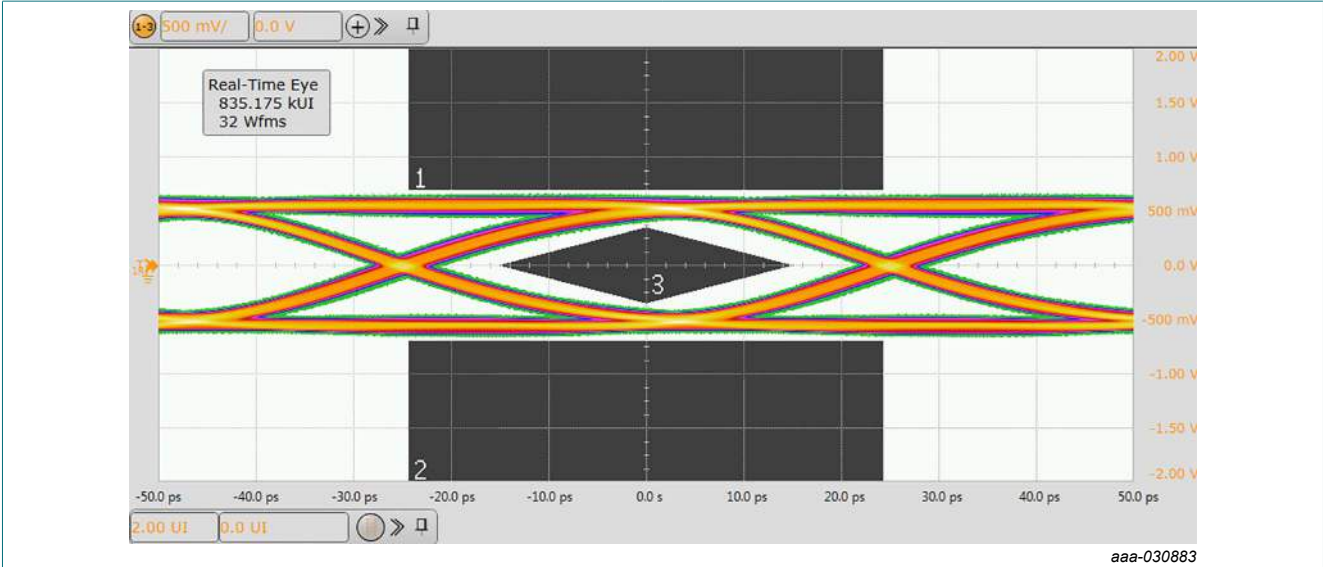 1-3 500 mV/ 0.0 V
2.00 V
Real-Time Eye
835.175 kUI
32 Wfms
1.50 V
1.00 V
1
500 mV
0.0 V
3
-500 mV
-1.00 V
-1.50 V
2
-2.00 V
-50.0 ps -40.0 ps -30.0 ps -20.0 ps -10.0 ps 0.0 s 10.0 ps 20.0 ps 30.0 ps 40.0 ps 50.0 ps
2.00 UI 0.0 UI
aaa-030883